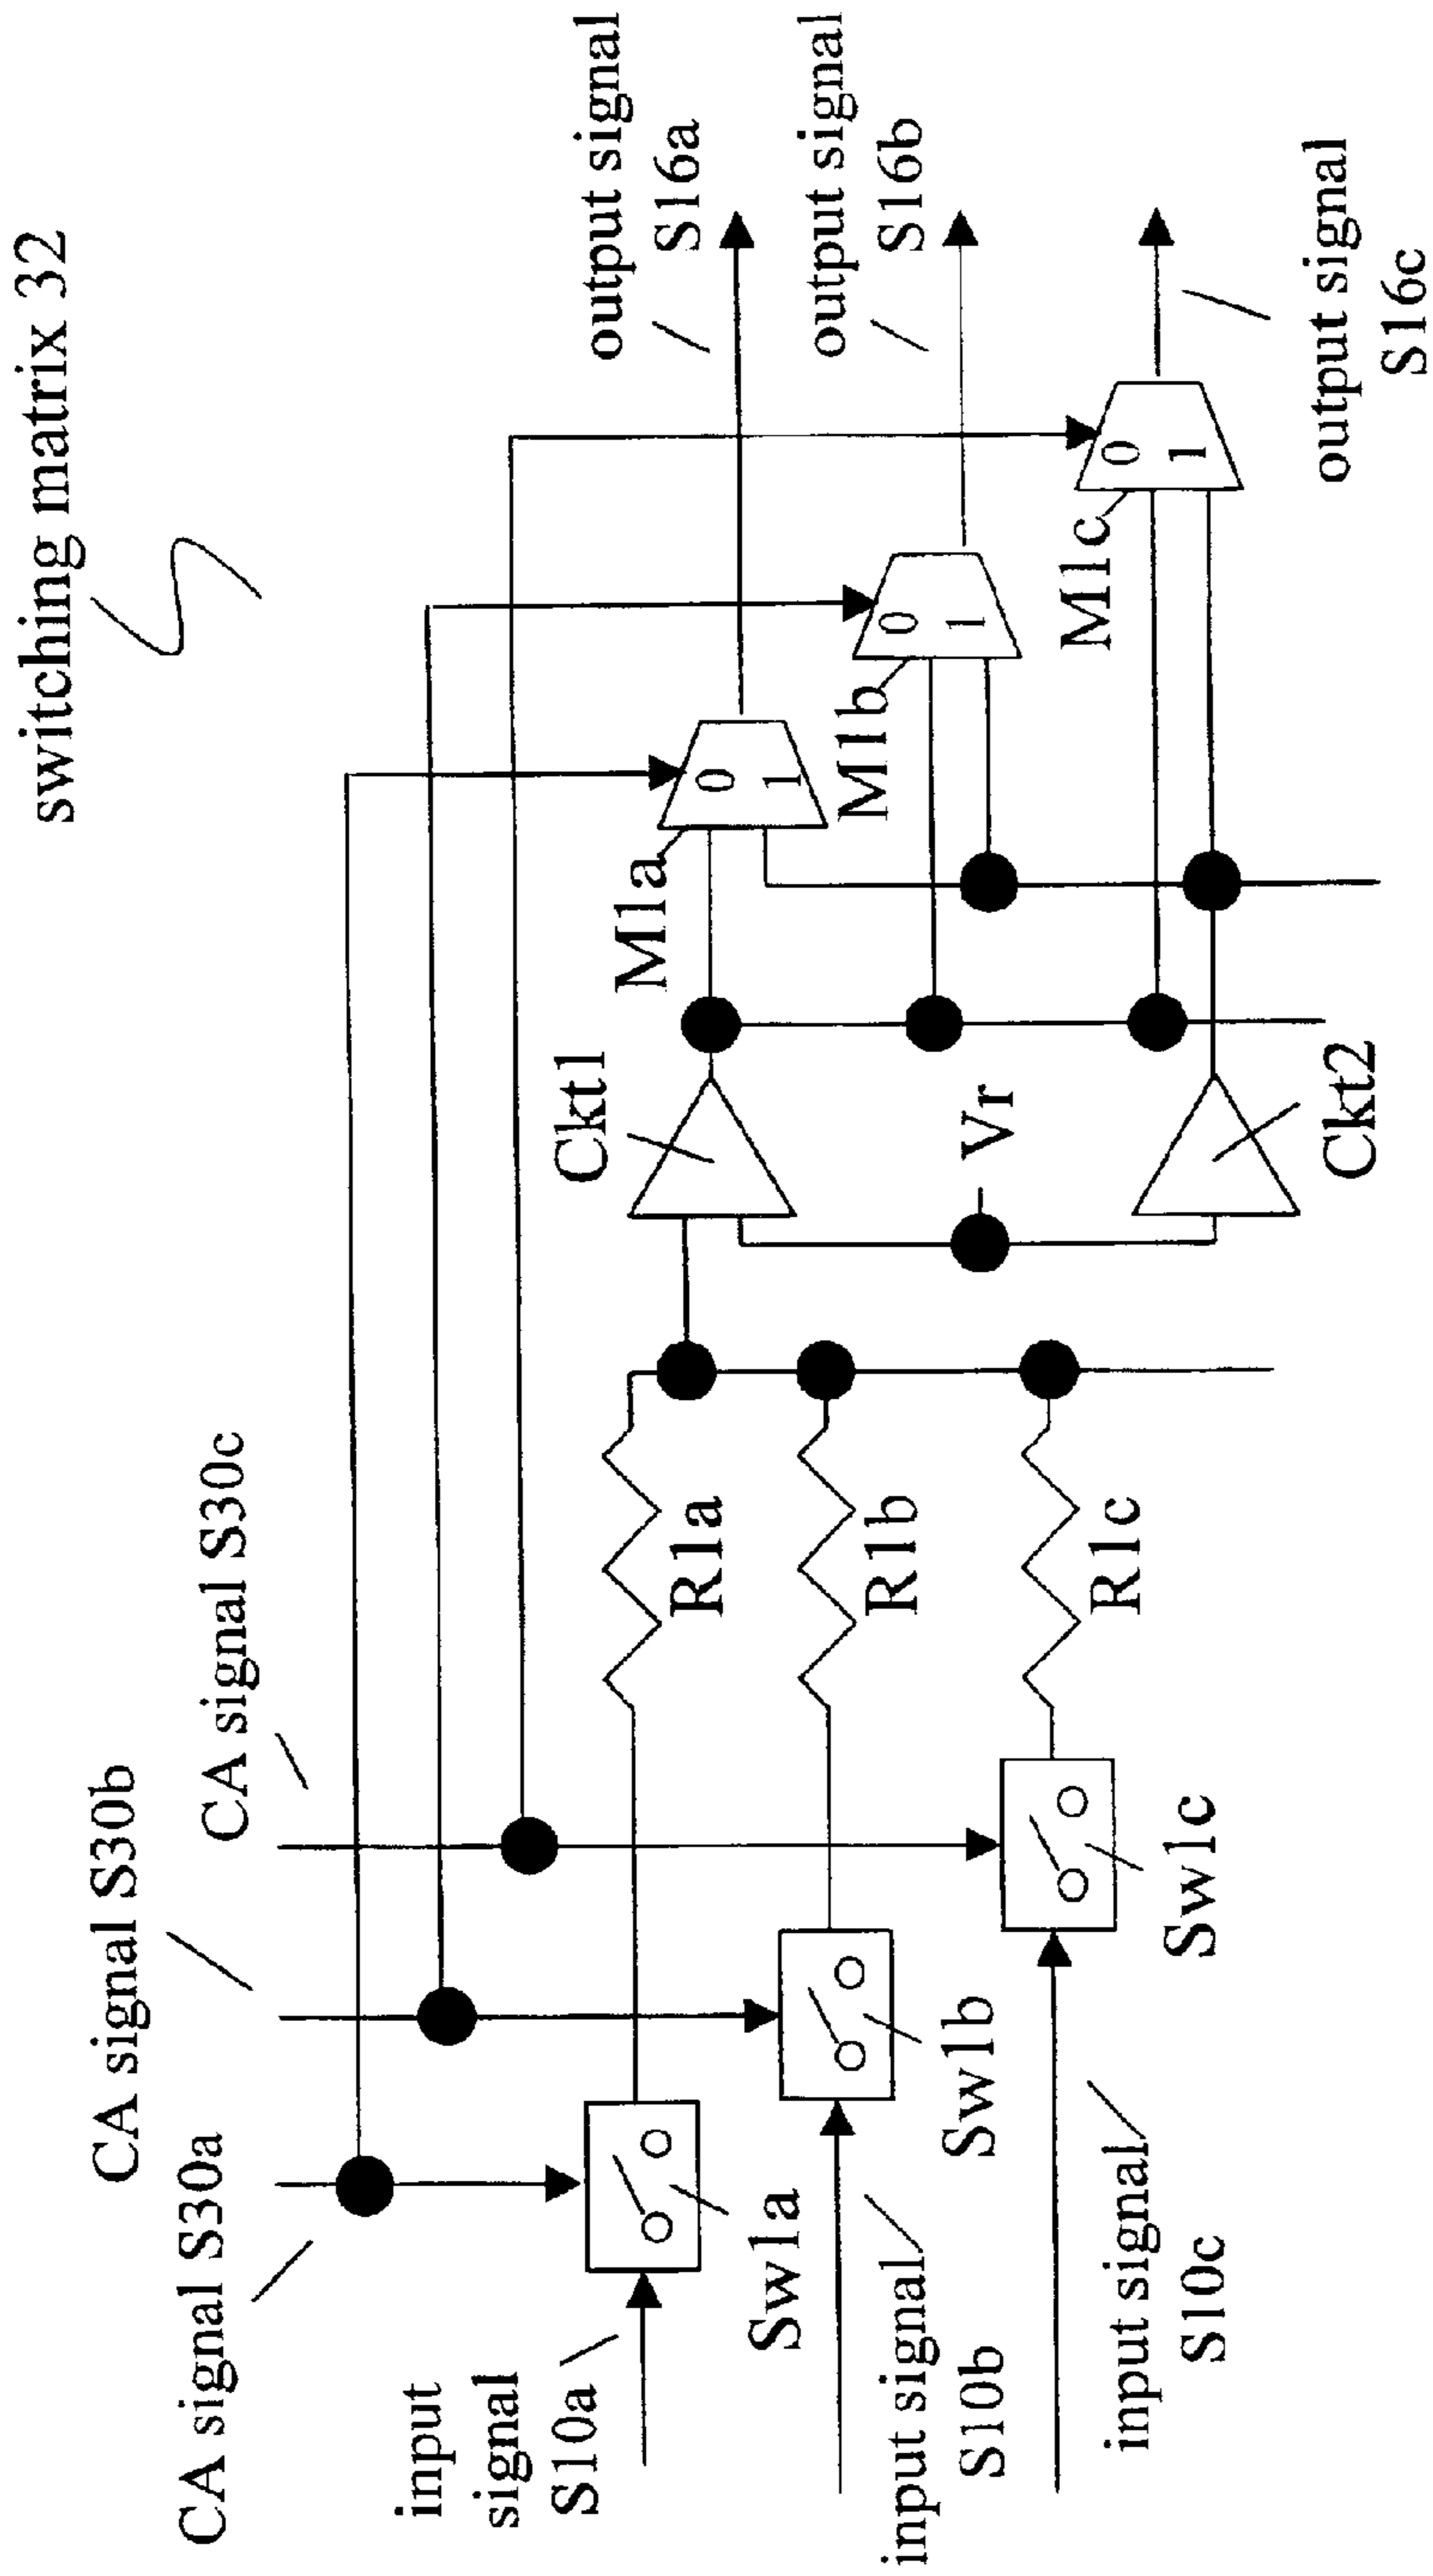 switching matrix 32
CA signal S30a
CA signal S30b
CA signal S30c
input
signal
S10a
Sw1a
input signal
S10b
Sw1b
input signal
S10c
Sw1c
R1a
R1b
R1c
Ckt1
Vr
Ckt2
M1a
0
1
M1b
0
1
M1c
0
1
output signal
S16a
output signal
S16b
output signal
S16c